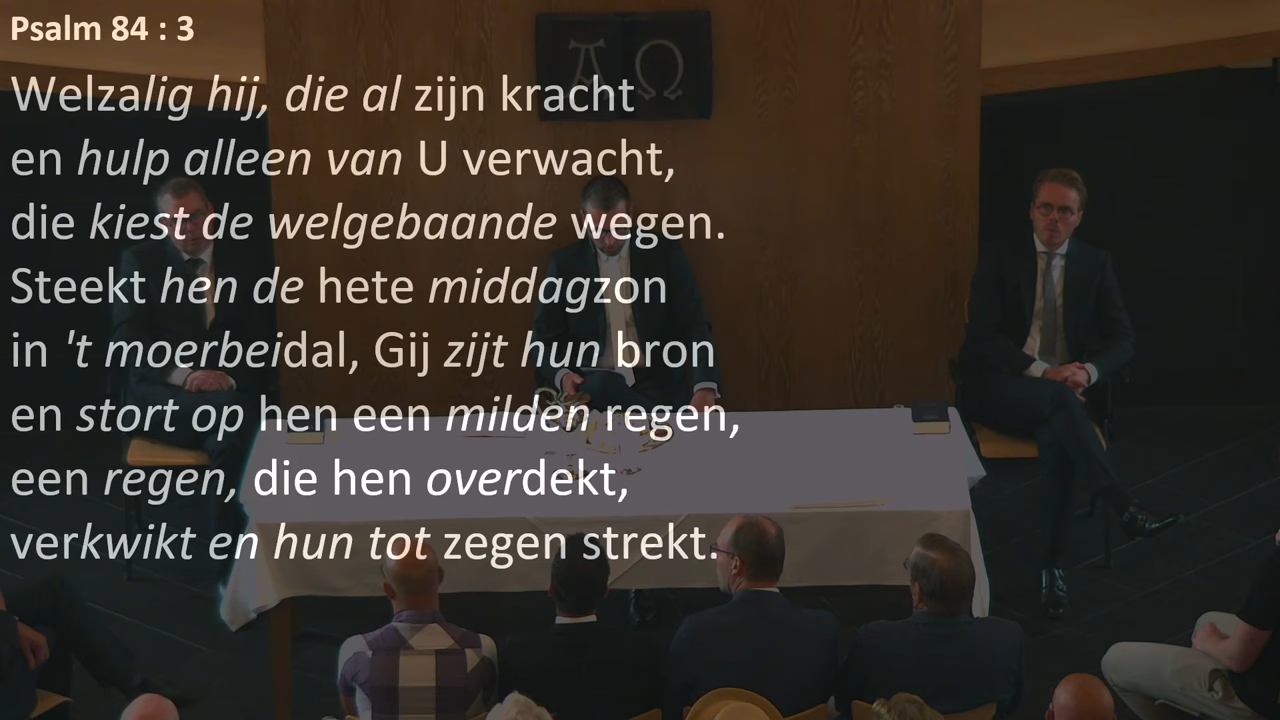 Psalm 84 : 3
Welzalig hij, die al zijn kracht
en hulp alleen van U verwacht,
die kiest de welgebaande wegen.
Steekt hen de hete middagzon
in 't moerbeidal, Gij zijt hun bron
en stort op hen een milden regen,
een regen, die hen overdekt,
verkwikt en hun tot zegen strekt.
Α Ω